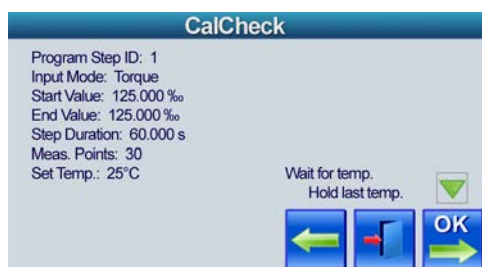 CalCheck
Program Step ID: 1
Input Mode: Torque
Start Value: 125.000 ‰
End Value: 125.000 ‰
Step Duration: 60.000 s
Meas. Points: 30
Set Temp.: 25°C
Wait for temp.
Hold last temp.
OK